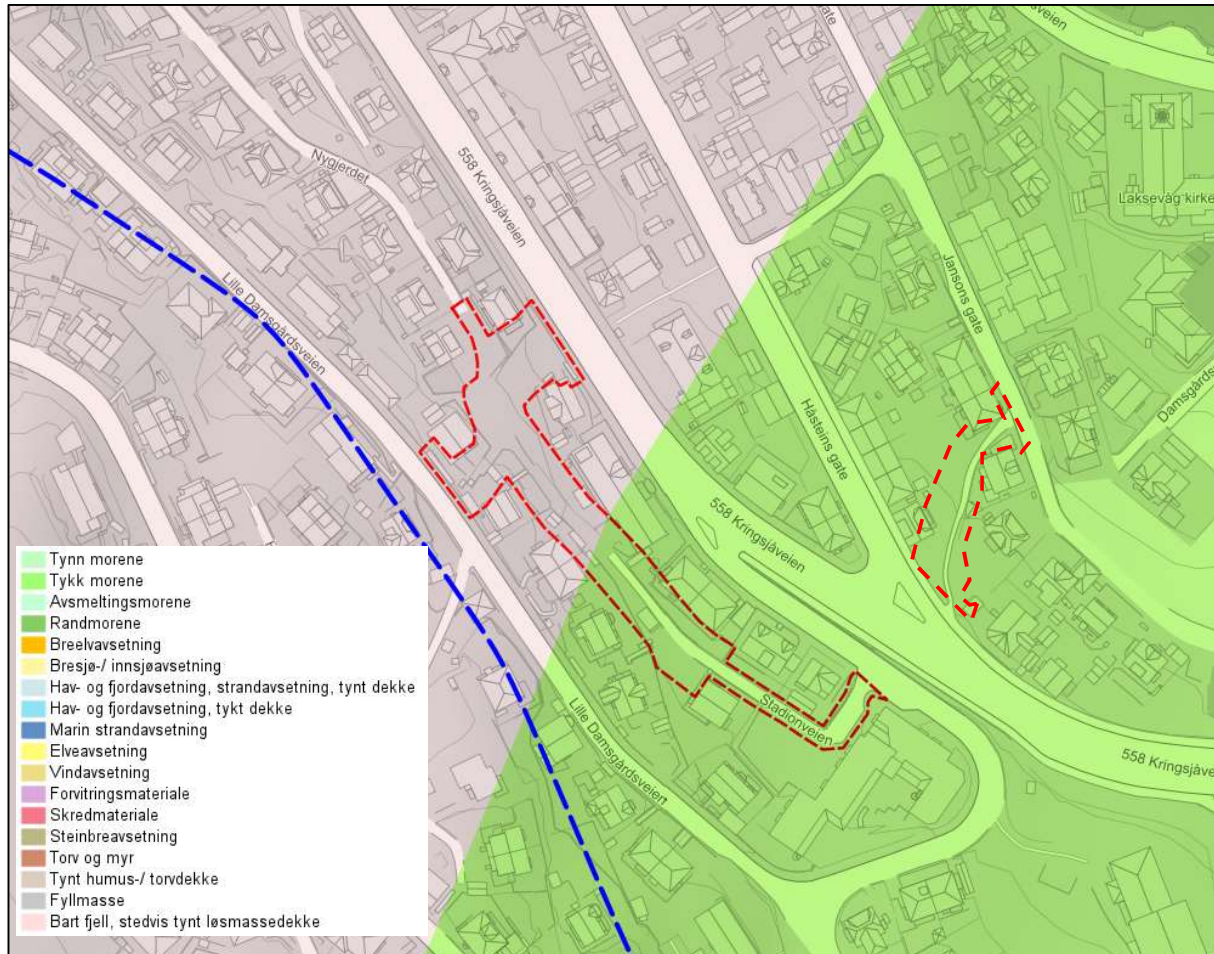 Nygjerdet
558 Kringsjåveien
Lille Damsgårdsveien
Laksevåg kirke
Jansons gate
Damsgårds
Håsteins gate
558 Kringsjåveien
Stadionveien
Lille Damsgårdsveien
558 Kringsjåve
Tynn morene
Tykk morene
Avsmeltingsmorene
Randmorene
Breelvavsetning
Bresjø-/ innsjøavsetning
Hav- og fjordavsetning, strandavsetning, tynt dekke
Hav- og fjordavsetning, tykt dekke
Marin strandavsetning
Elveavsetning
Vindavsetning
Forvitringsmateriale
Skredmateriale
Steinbreavsetning
Torv og myr
Tynt humus-/ torvdekke
Fyllmasse
Bart fjell, stedvis tynt løsmassedekke